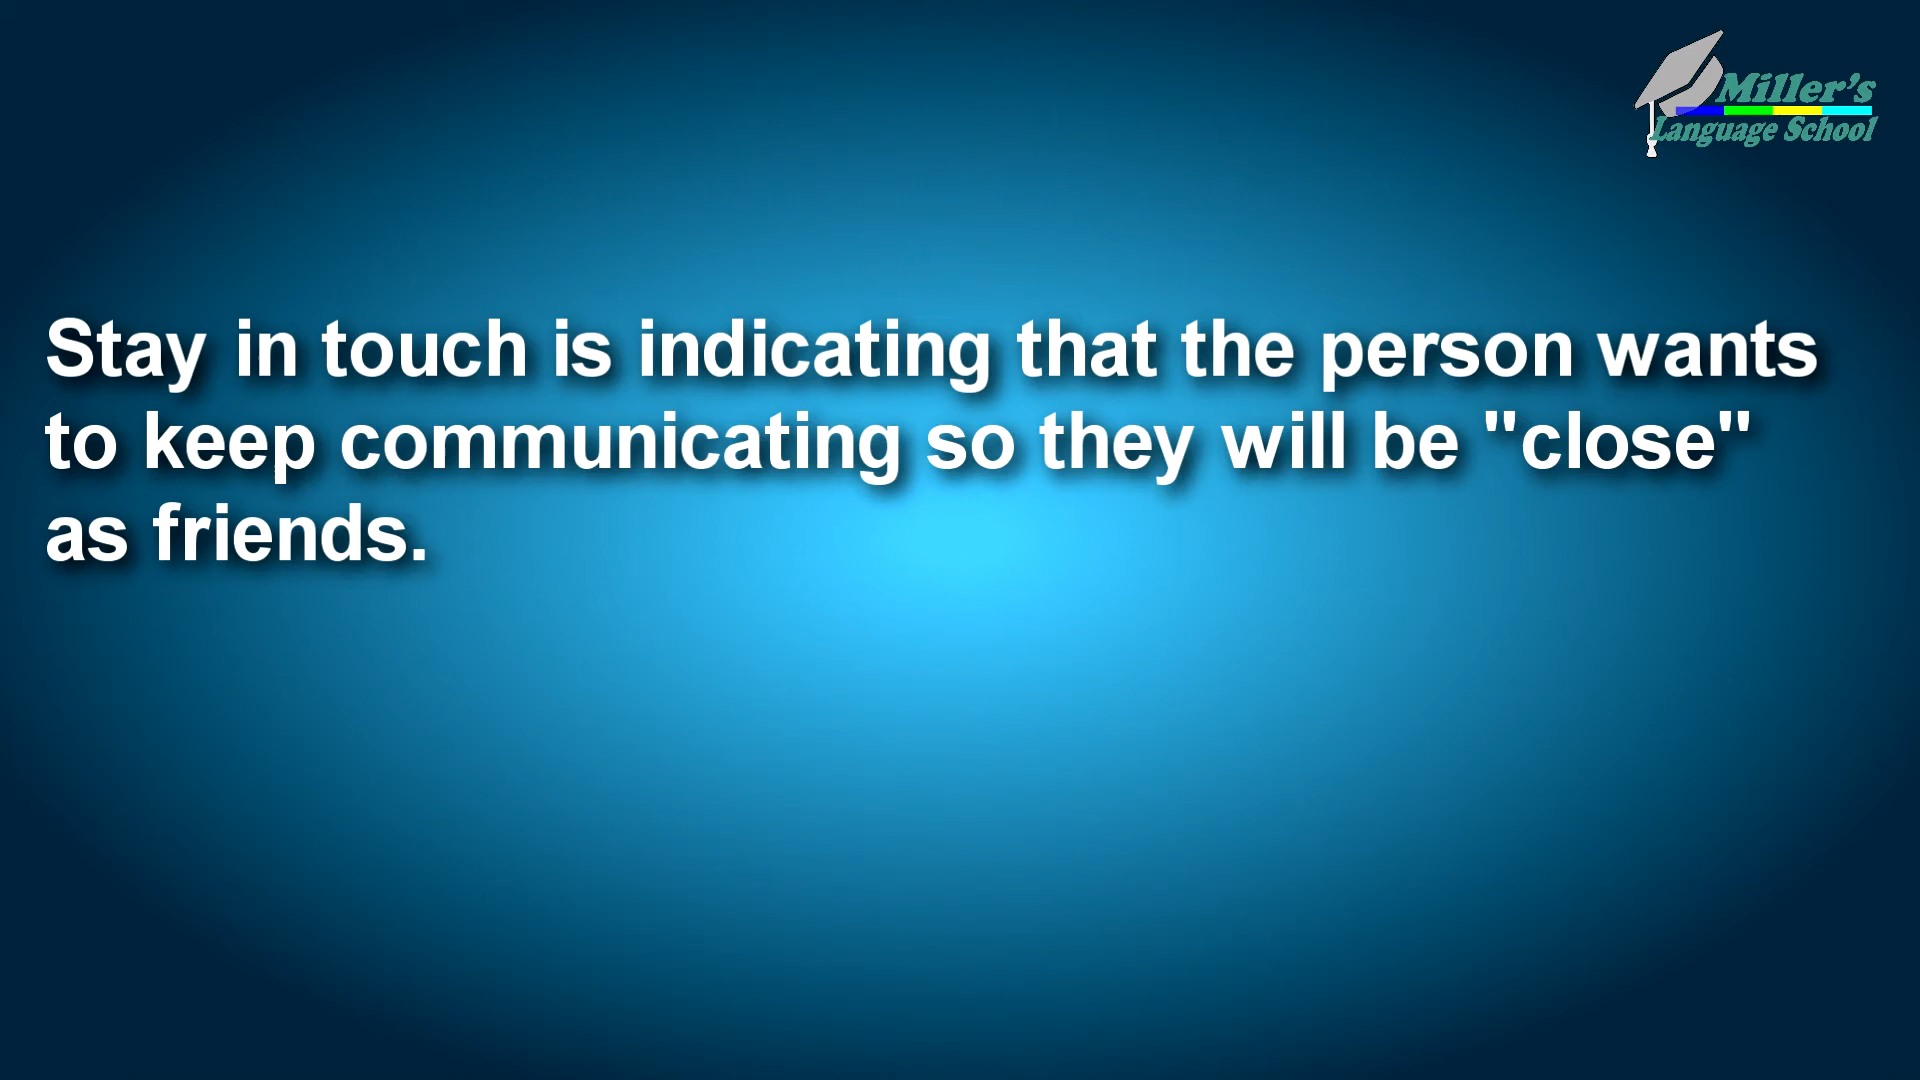 Miller's
Language School
Stay in touch is indicating that the person wants
to keep communicating so they will be "close"
as friends.